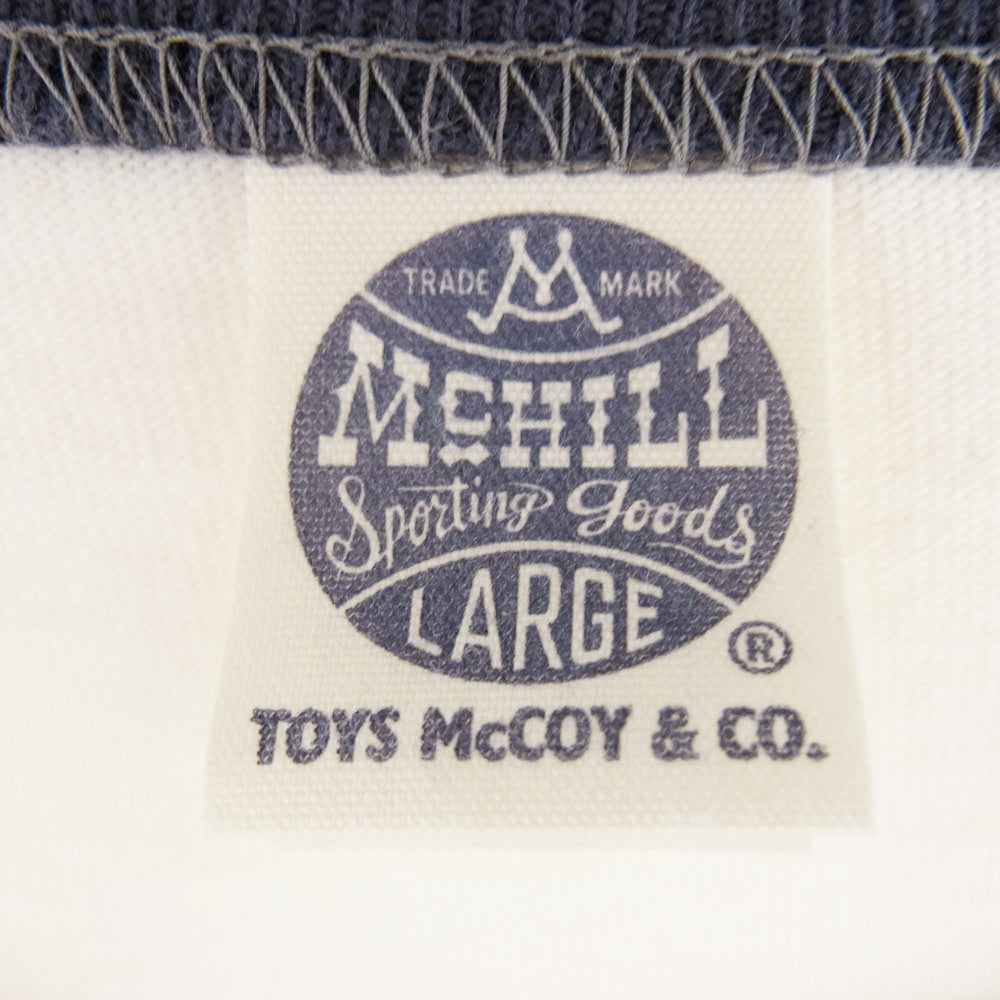 TRADE M MARK
McHILL
Sporting Goods
LARGE
®
TOYS McCOY & CO.